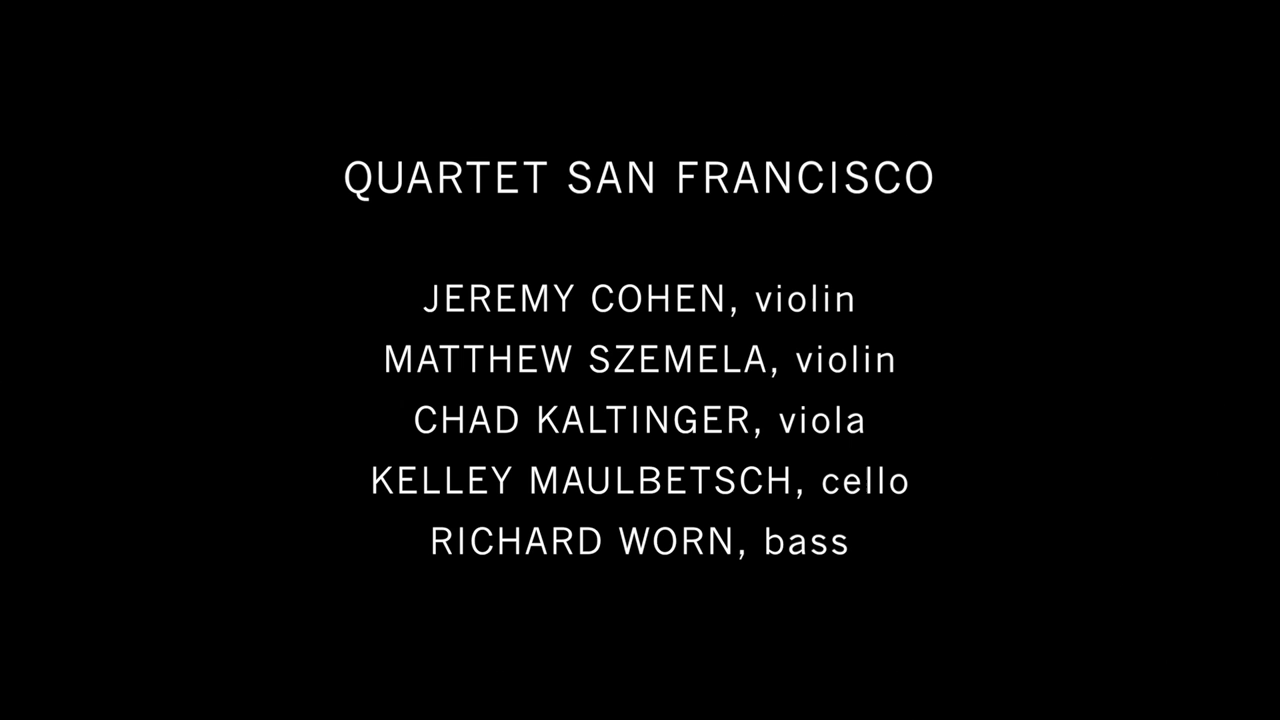 QUARTET SAN FRANCISCO
JEREMY COHEN, violin
MATTHEW SZEMELA, violin
CHAD KALTINGER, viola
KELLEY MAULBETSCH, cello
RICHARD WORN, bass